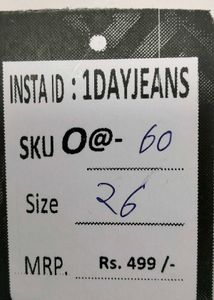 INSTA ID : 1DAYJEANS
SKU O@- 60
Size 26
MRP. Rs. 499 /-